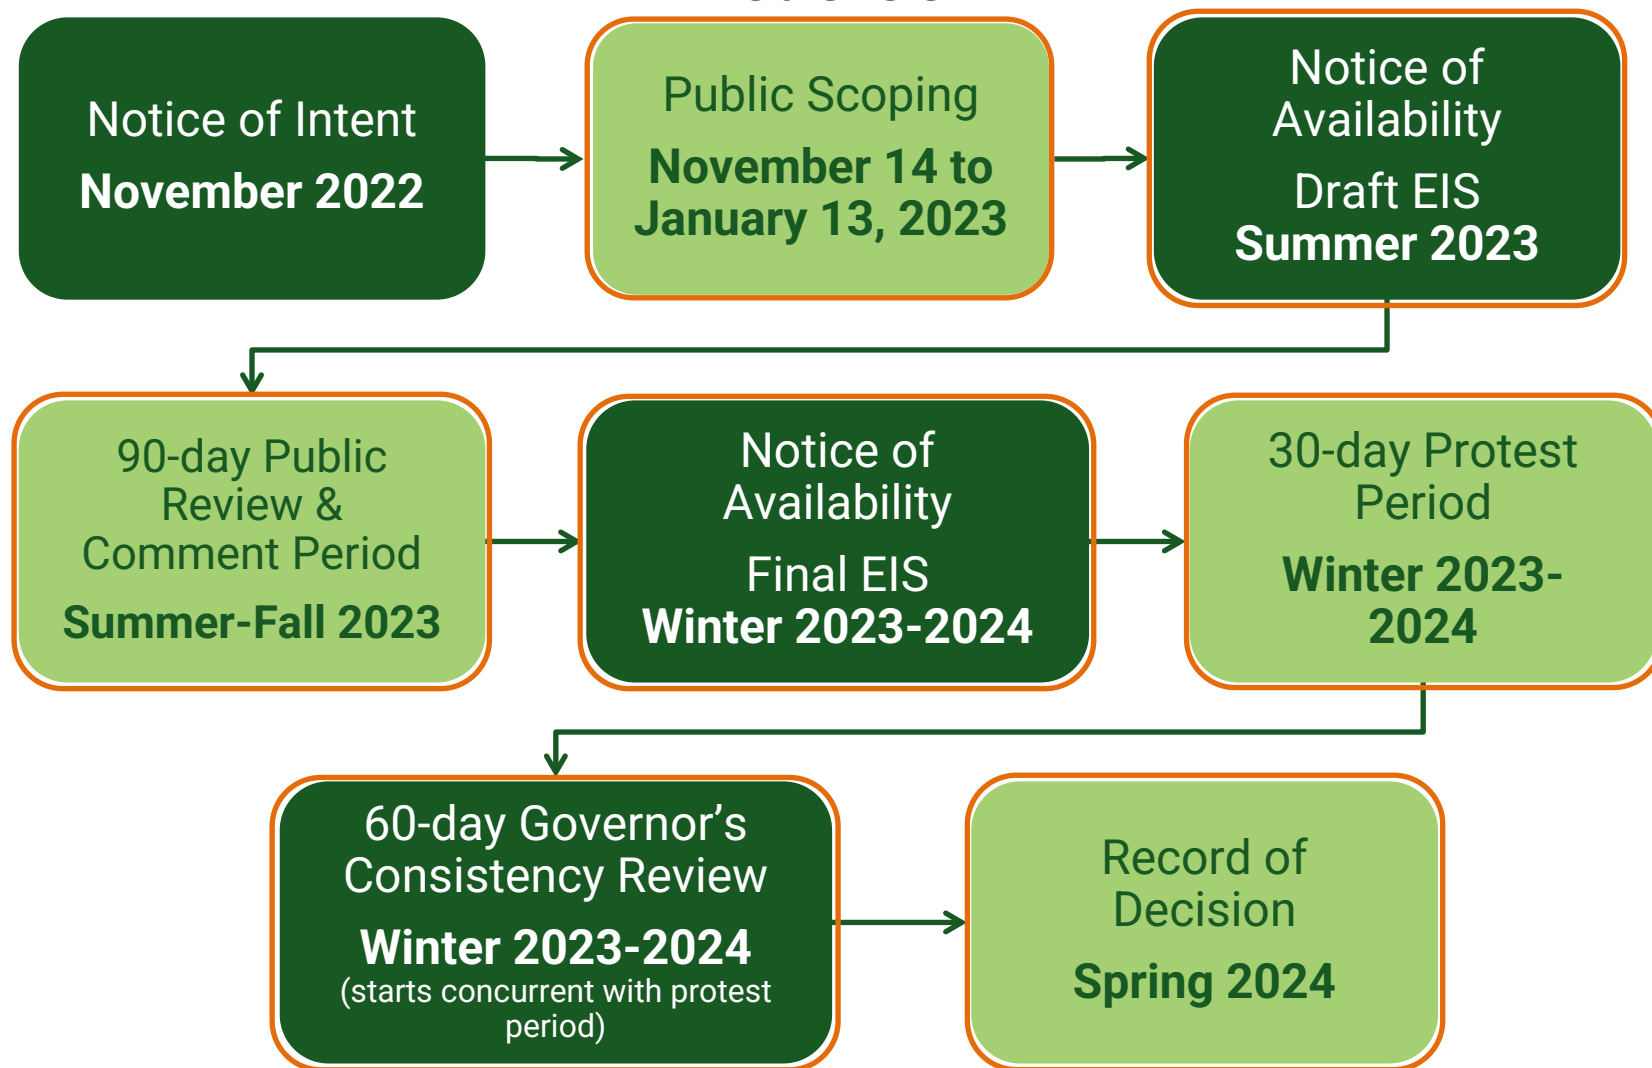 Notice of Intent
November 2022
Public Scoping
November 14 to
January 13, 2023
Notice of
Availability
Draft EIS
Summer 2023
90-day Public
Review &
Comment Period
Summer-Fall 2023
Notice of
Availability
Final EIS
Winter 2023-2024
30-day Protest
Period
Winter 2023-
2024
60-day Governor’s
Consistency Review
Winter 2023-2024
(starts concurrent with protest
period)
Record of
Decision
Spring 2024